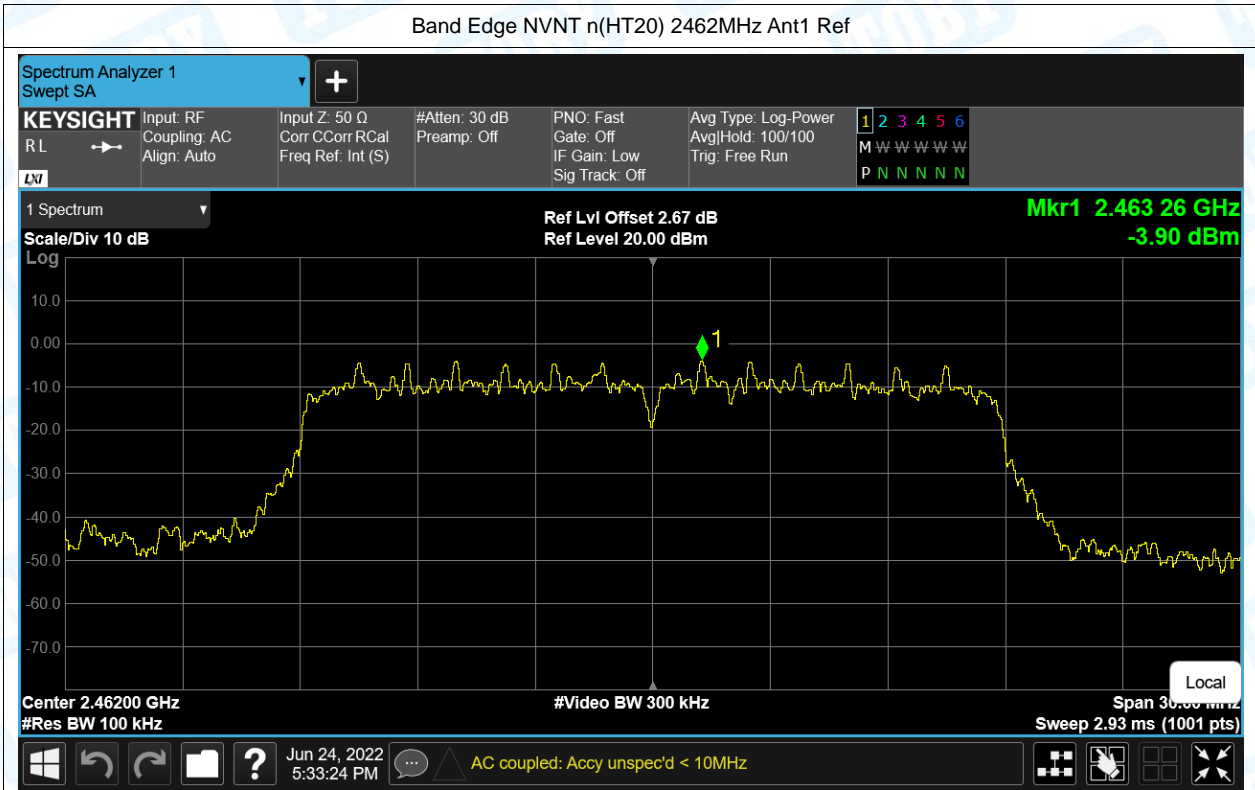 Band Edge NVNT n(HT20) 2462MHz Ant1 Ref
Spectrum Analyzer 1
Swept SA
+
KEYSIGHT
RL
LXI
Input: RF
Coupling: AC
Align: Auto
Input Z: 50 Ω
Corr CCorr RCal
Freq Ref: Int (S)
#Atten: 30 dB
Preamp: Off
PNO: Fast
Gate: Off
IF Gain: Low
Sig Track: Off
Avg Type: Log-Power
Avg|Hold: 100/100
Trig: Free Run
1 2 3 4 5 6
M W W W W W
P N N N N N
1 Spectrum
Scale/Div 10 dB
Ref Lvl Offset 2.67 dB
Ref Level 20.00 dBm
Mkr1 2.463 26 GHz
-3.90 dBm
Log
10.0
0.00
-10.0
-20.0
-30.0
-40.0
-50.0
-60.0
-70.0
1
Center 2.46200 GHz
#Res BW 100 kHz
#Video BW 300 kHz
Local
Span 30.00 MHz
Sweep 2.93 ms (1001 pts)
?
Jun 24, 2022
5:33:24 PM
AC coupled: Accy unspec'd < 10MHz